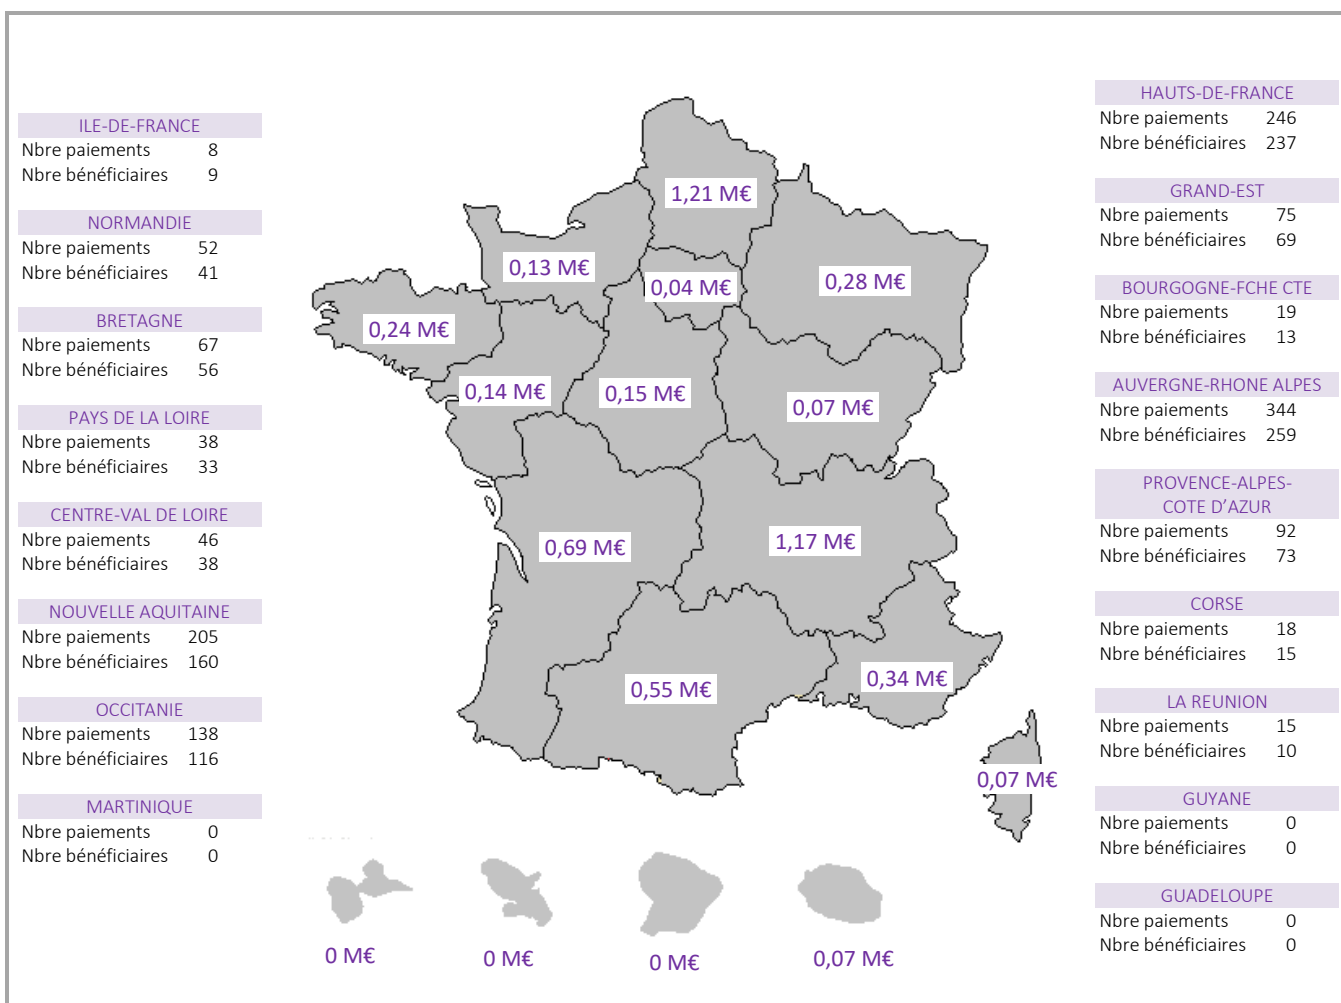 ILE-DE-FRANCE
Nbre paiements 8
Nbre bénéficiaires 9
NORMANDIE
Nbre paiements 52
Nbre bénéficiaires 41
BRETAGNE
Nbre paiements 67
Nbre bénéficiaires 56
PAYS DE LA LOIRE
Nbre paiements 38
Nbre bénéficiaires 33
CENTRE-VAL DE LOIRE
Nbre paiements 46
Nbre bénéficiaires 38
NOUVELLE AQUITAINE
Nbre paiements 205
Nbre bénéficiaires 160
OCCITANIE
Nbre paiements 138
Nbre bénéficiaires 116
MARTINIQUE
Nbre paiements 0
Nbre bénéficiaires 0
1,21 M€
0,13 M€
0,04 M€
0,28 M€
0,24 M€
0,14 M€
0,15 M€
0,07 M€
0,69 M€
1,17 M€
0,55 M€
0,34 M€
0,07 M€
0 M€
0 M€
0 M€
0,07 M€
HAUTS-DE-FRANCE
Nbre paiements 246
Nbre bénéficiaires 237
GRAND-EST
Nbre paiements 75
Nbre bénéficiaires 69
BOURGOGNE-FCHE CTE
Nbre paiements 19
Nbre bénéficiaires 13
AUVERGNE-RHONE ALPES
Nbre paiements 344
Nbre bénéficiaires 259
PROVENCE-ALPES-
COTE D’AZUR
Nbre paiements 92
Nbre bénéficiaires 73
CORSE
Nbre paiements 18
Nbre bénéficiaires 15
LA REUNION
Nbre paiements 15
Nbre bénéficiaires 10
GUYANE
Nbre paiements 0
Nbre bénéficiaires 0
GUADELOUPE
Nbre paiements 0
Nbre bénéficiaires 0